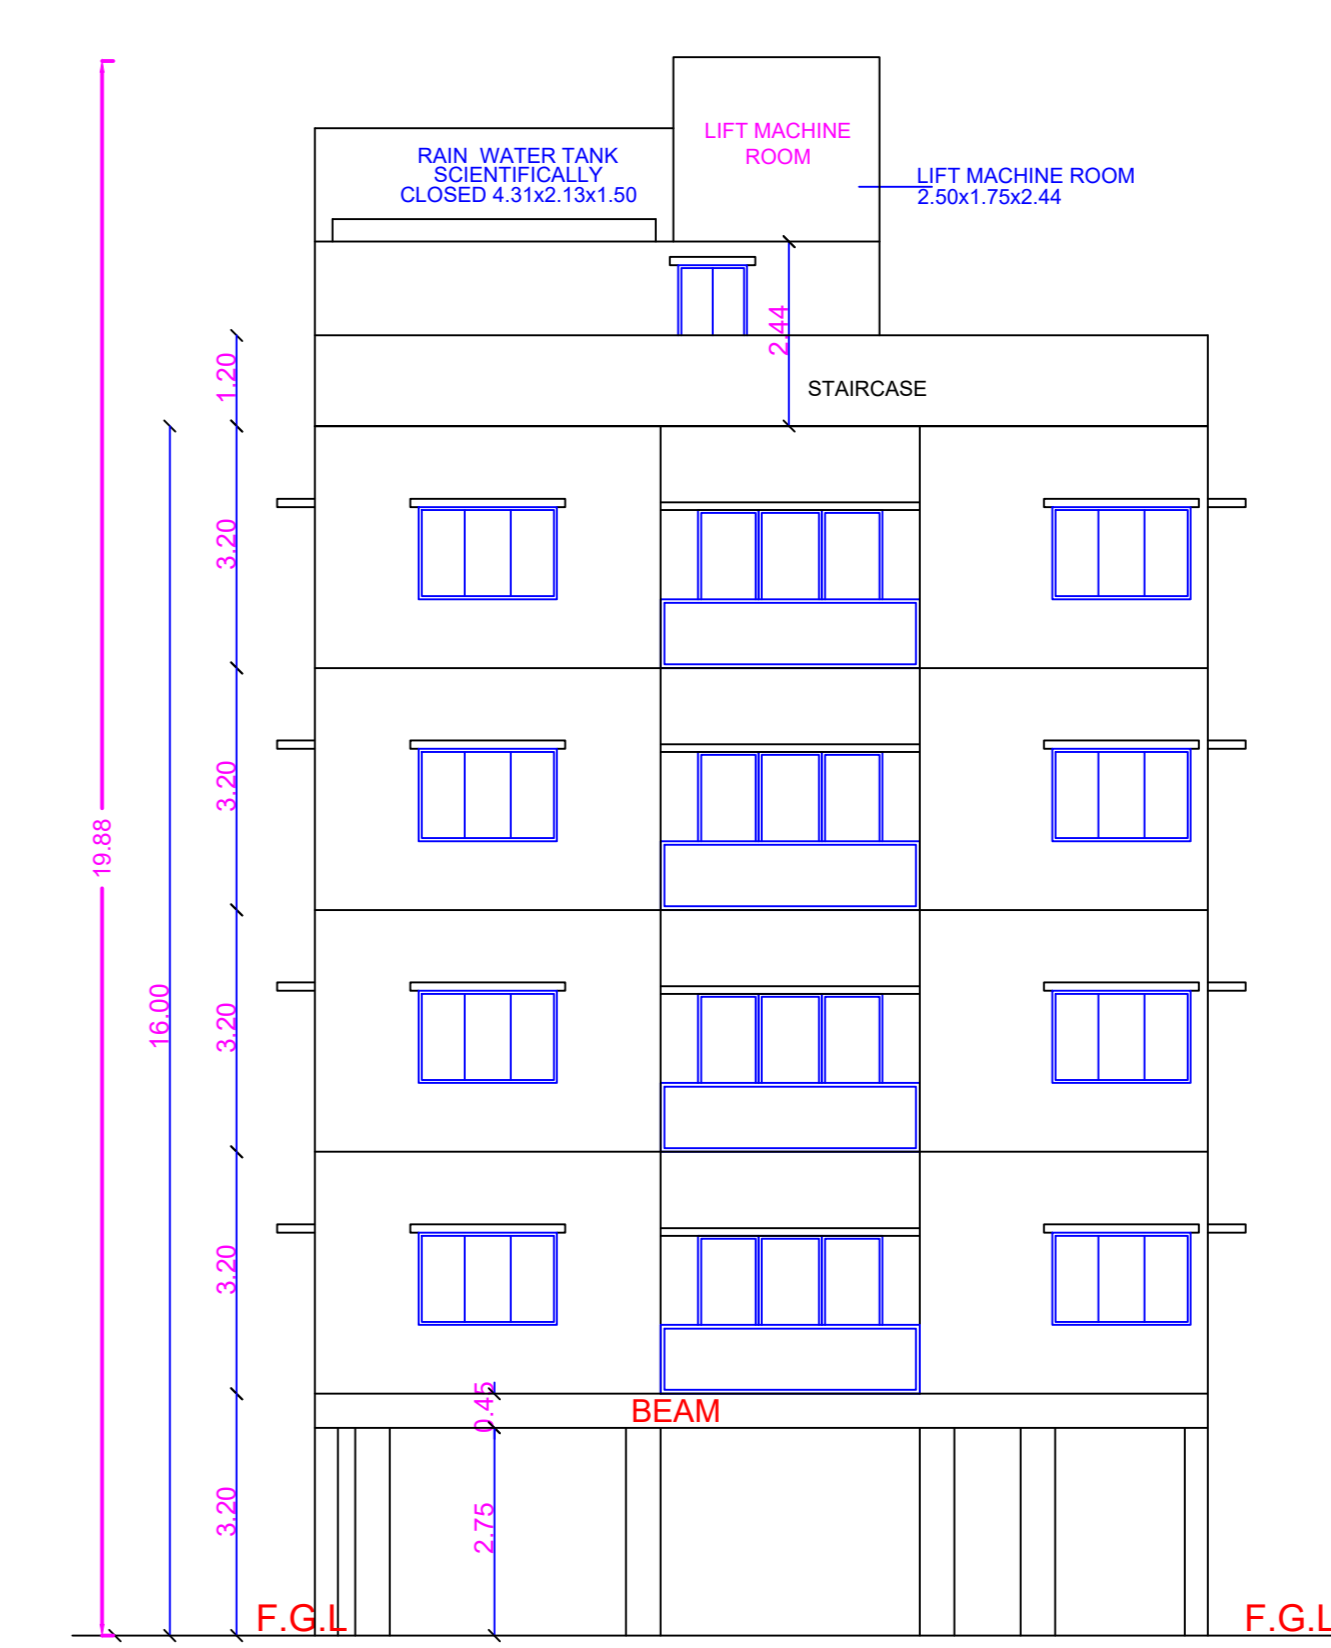 LIFT MACHINE
ROOM
RAIN WATER TANK
SCIENTIFICALLY
CLOSED 4.31x2.13x1.50
LIFT MACHINE ROOM
2.50x1.75x2.44
2.44
1.20
STAIRCASE
3.20
3.20
19.88
16.00
3.20
3.20
0.45
BEAM
3.20
2.75
F.G.L
F.G.L